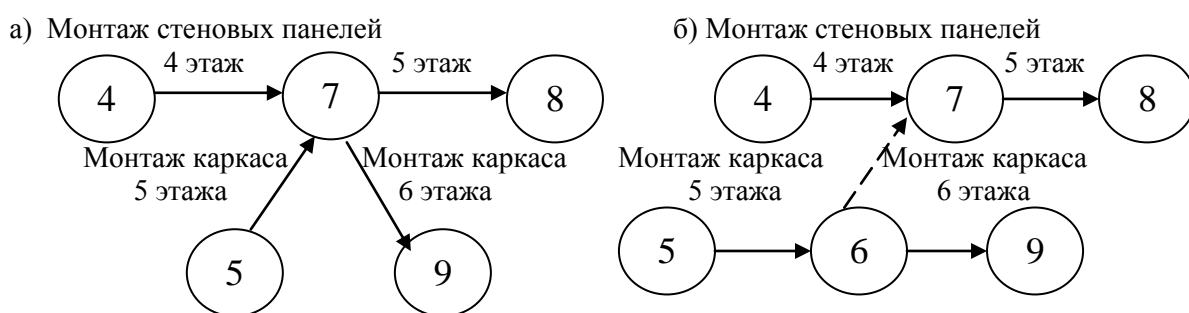 а) Монтаж стеновых панелей
4 этаж 5 этаж
4 7 8
Монтаж каркаса Монтаж каркаса
5 этажа 6 этажа
5 9
б) Монтаж стеновых панелей
4 этаж 5 этаж
4 7 8
Монтаж каркаса Монтаж каркаса
5 этажа 6 этажа
5 6 9